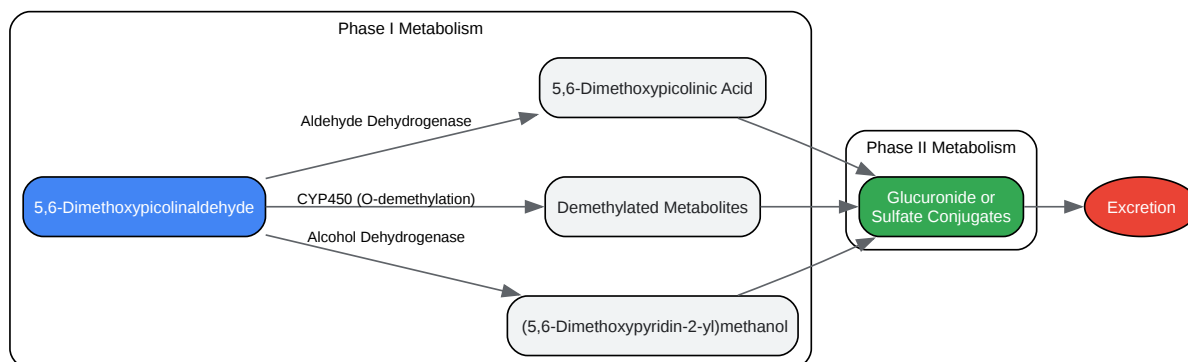 Phase I Metabolism
5,6-Dimethoxypicolinic Acid
Aldehyde Dehydrogenase
Phase II Metabolism
5,6-Dimethoxypicolinaldehyde
CYP450 (O-demethylation)
Demethylated Metabolites
Glucuronide or
Sulfate Conjugates
Excretion
Alcohol Dehydrogenase
(5,6-Dimethoxypyridin-2-yl)methanol